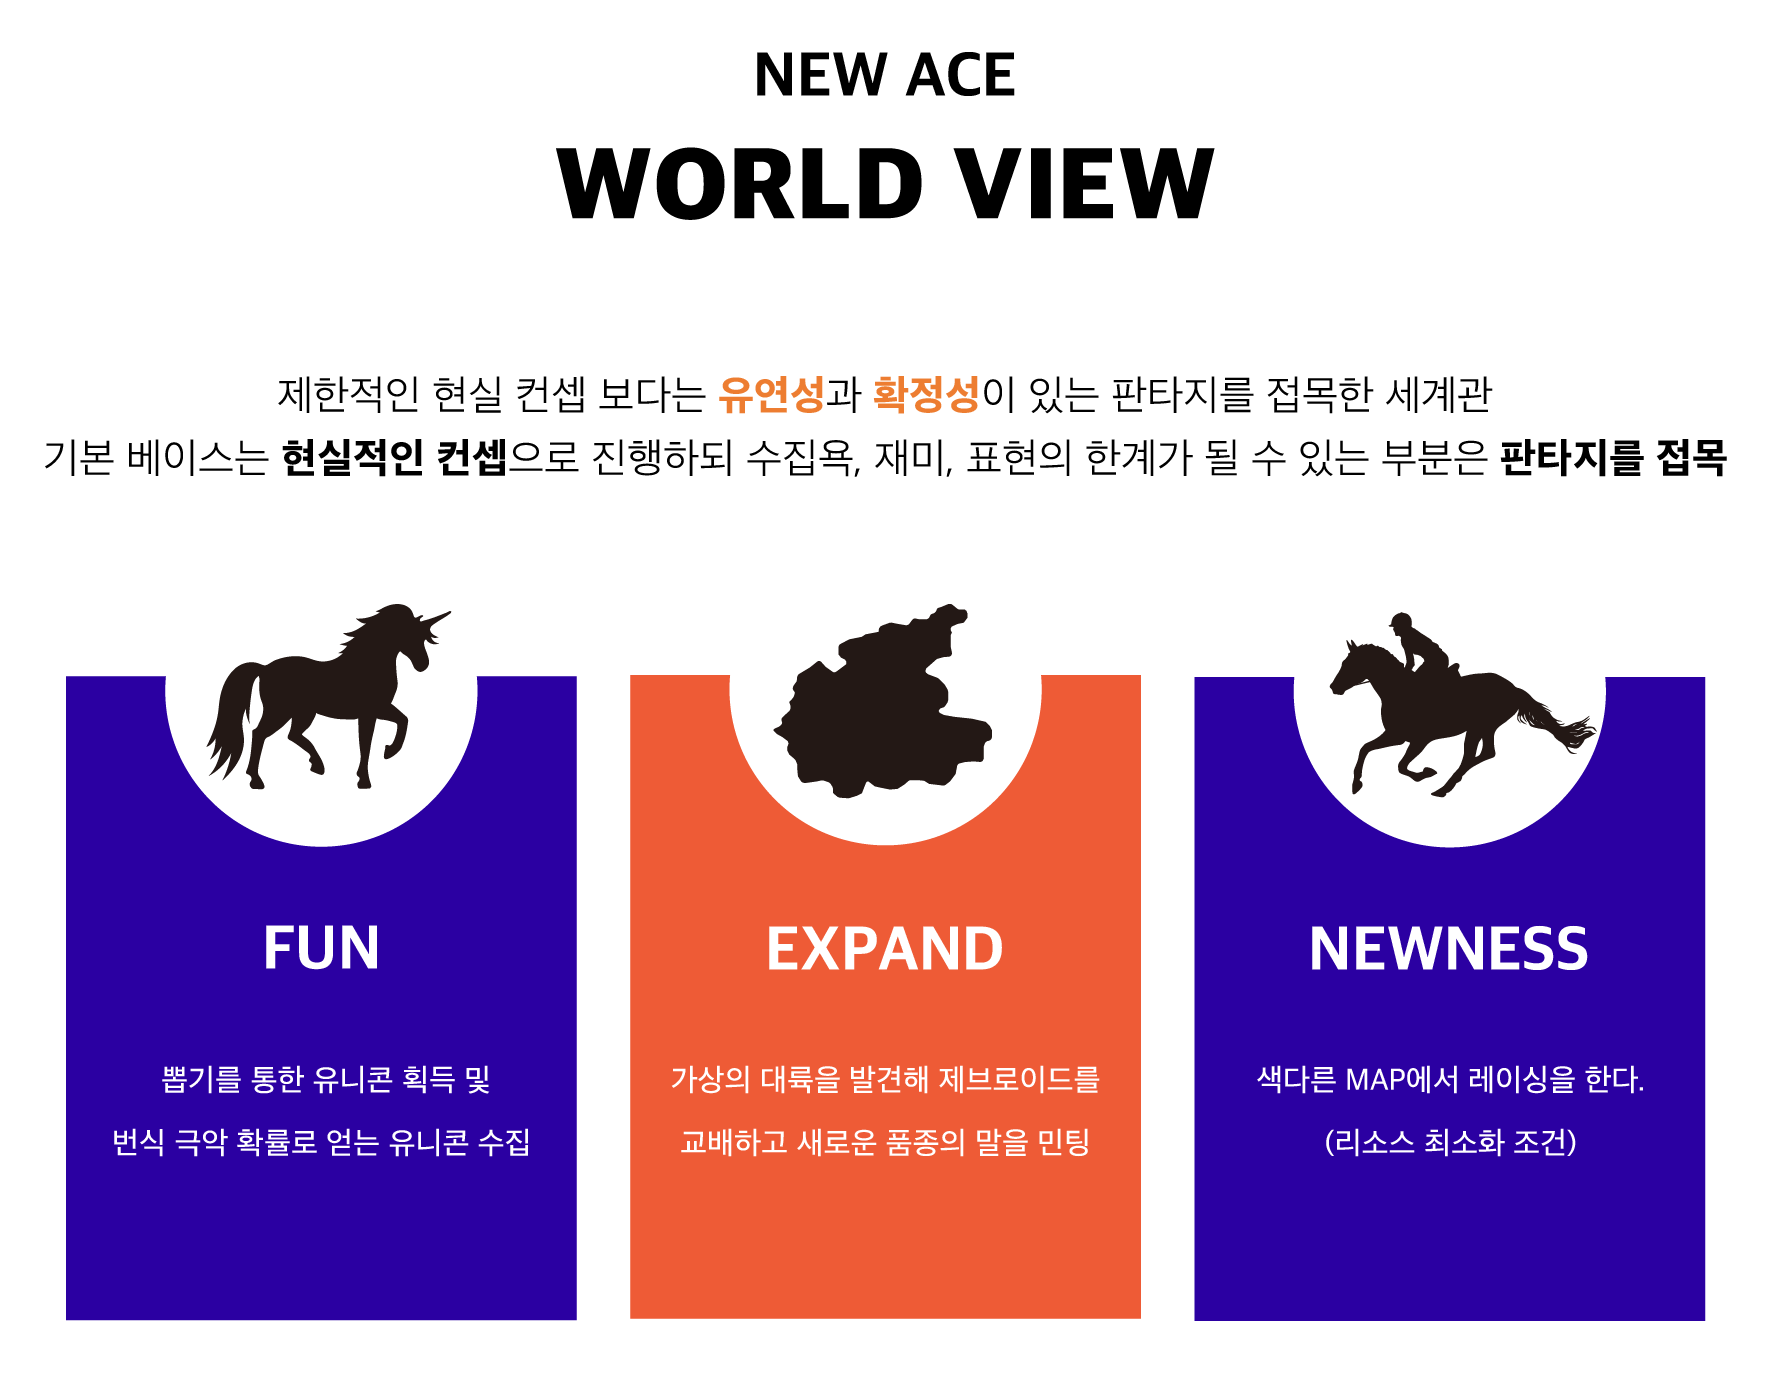 NEW ACE
WORLD VIEW
제한적인 현실 컨셉 보다는 유연성과 확정성이 있는 판타지를 접목한 세계관
기본 베이스는 현실적인 컨셉으로 진행하되 수집욕, 재미, 표현의 한계가 될 수 있는 부분은 판타지를 접목
FUN
뽑기를 통한 유니콘 획득 및
번식 극악 확률로 얻는 유니콘 수집
EXPAND
가상의 대륙을 발견해 제브로이드를
교배하고 새로운 품종의 말을 민팅
NEWNESS
색다른 MAP에서 레이싱을 한다.
(리소스 최소화 조건)